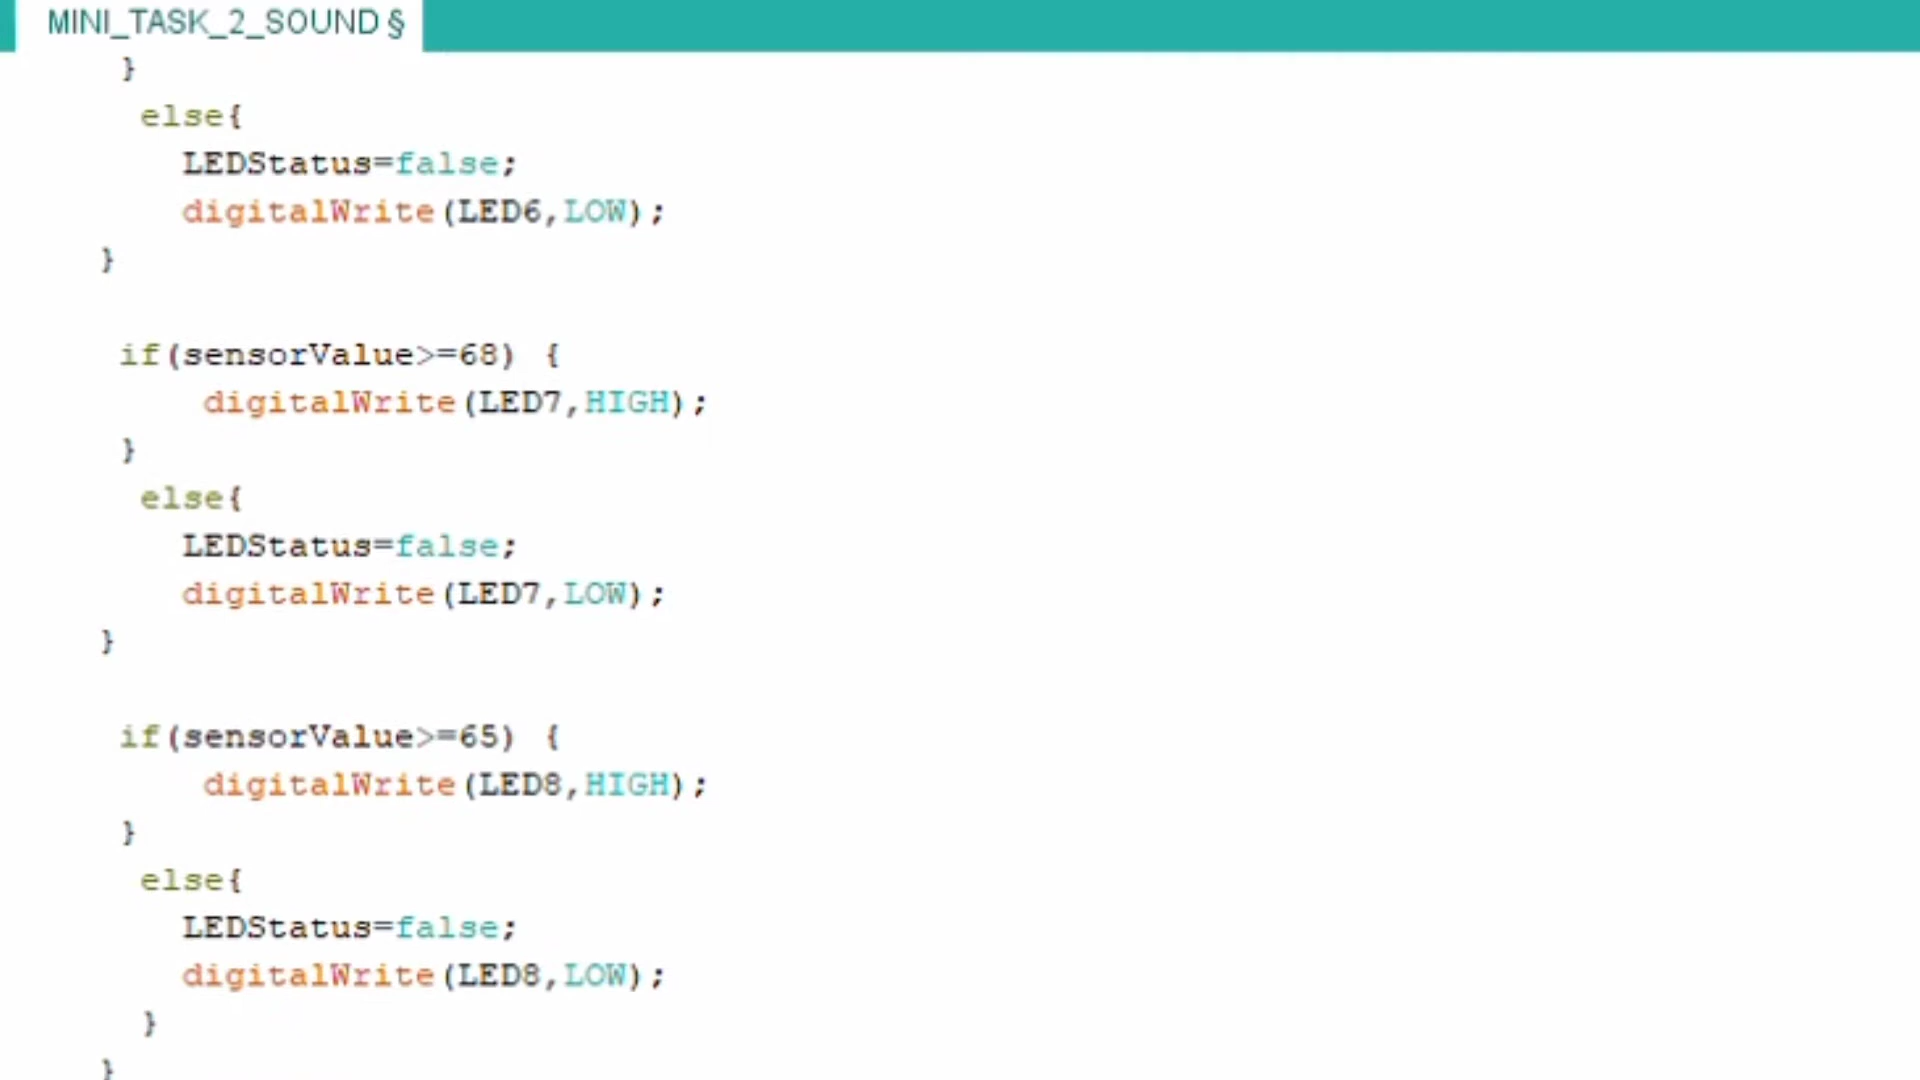 MINI_TASK_2_SOUND §
}
else{
LEDStatus=false;
digitalWrite(LED6,LOW);
}
if(sensorValue>=68) {
digitalWrite(LED7,HIGH);
}
else{
LEDStatus=false;
digitalWrite(LED7,LOW);
}
if(sensorValue>=65) {
digitalWrite(LED8,HIGH);
}
else{
LEDStatus=false;
digitalWrite(LED8,LOW);
}
}